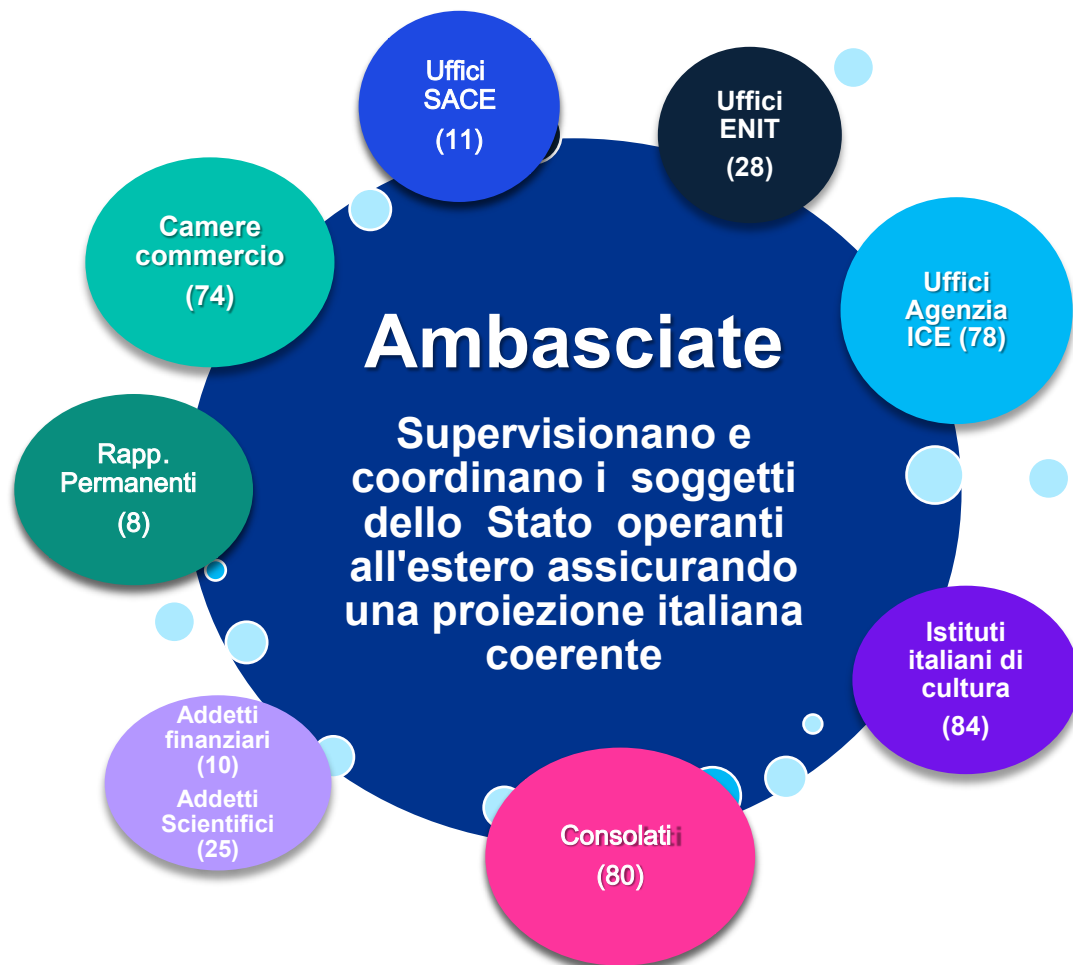 Uffici
SACE
(11)
Uffici
ENIT
(28)
Camere
commercio
(74)
Uffici
Agenzia
ICE (78)
Ambasciate
Supervisionano e
coordinano i soggetti
dello Stato operanti
all'estero assicurando
una proiezione italiana
coerente
Rapp.
Permanenti
(8)
Istituti
italiani di
cultura
(84)
Addetti
finanziari
(10)
Addetti
Scientifici
(25)
Consolati
(80)